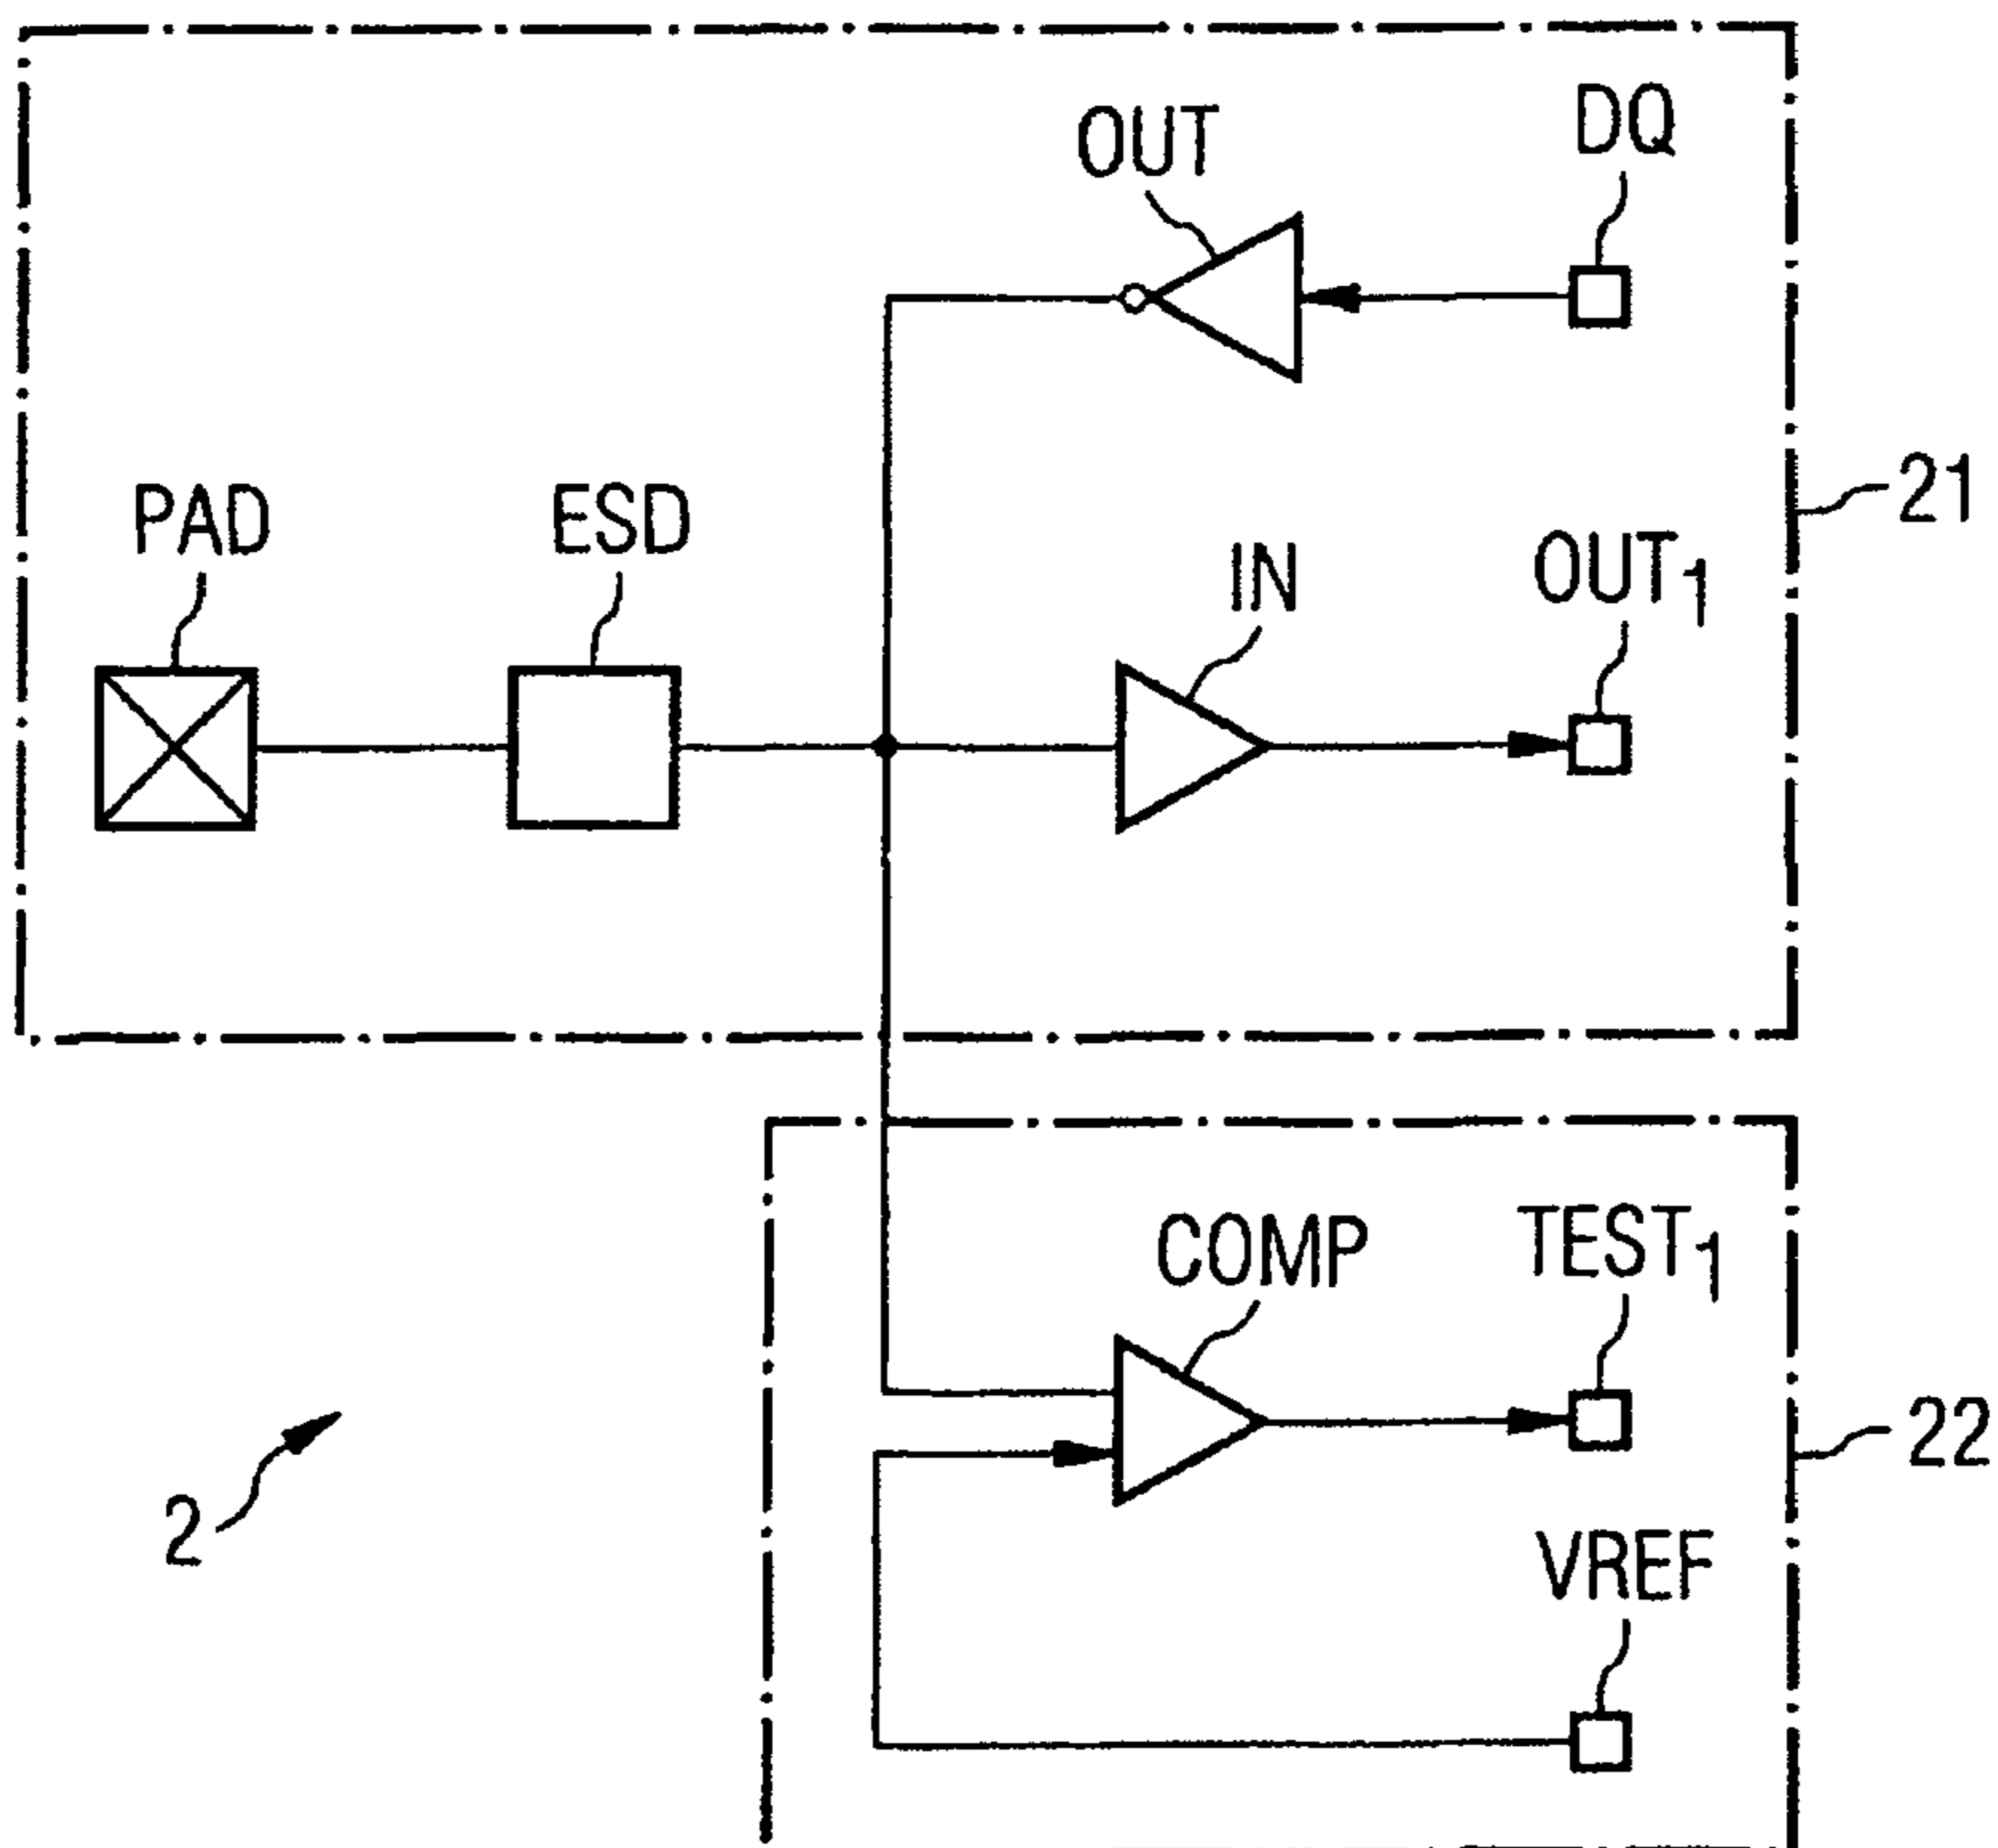 DQ
OUT
21
PAD
ESD
IN
OUT1
COMP
TEST1
22
2
VREF